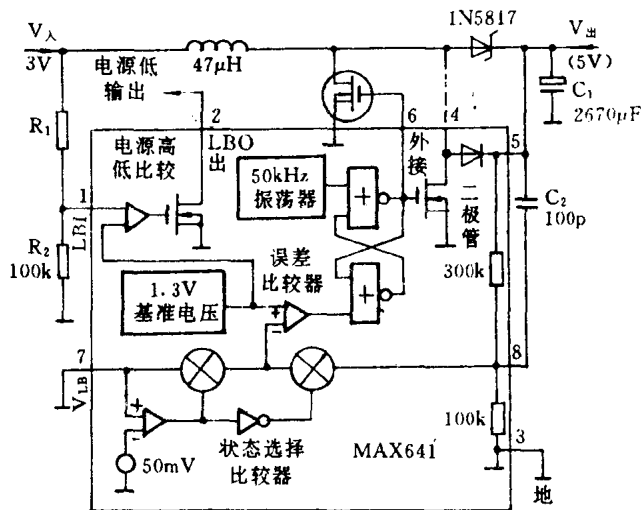 1N5817
V入
3V
47μH
V出
(5V)
C₁
2670μF
电源低
输出
R₁
2
LBO
出
6
外接
4
5
电源高
低比较
50kHz
振荡器
二极管
C₂
100p
1
LBI
R₂
100k
误差
比较器
300k
1.3V
基准电压
+
+
+
-
7
VLB
8
+
-
50mV
状态选择
比较器
MAX641
100k
3
地